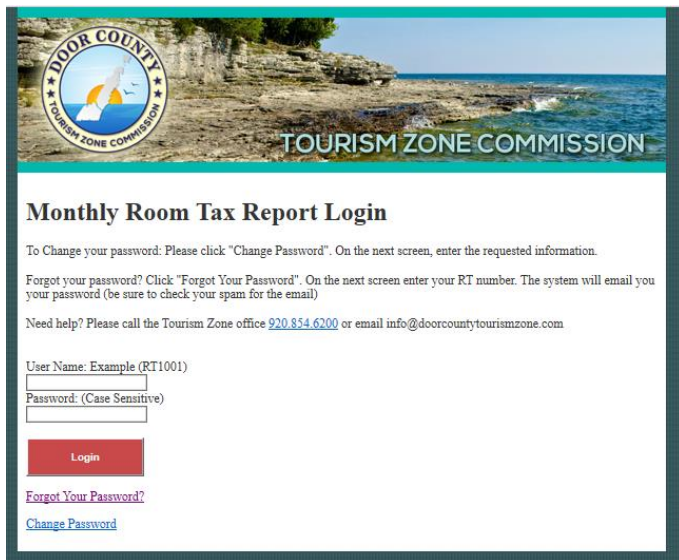 DOOR COUNTY
TOURISM ZONE COMMISSION
TOURISM ZONE COMMISSION
Monthly Room Tax Report Login
To Change your password: Please click "Change Password". On the next screen, enter the requested information.
Forgot your password? Click "Forgot Your Password". On the next screen enter your RT number. The system will email you
your password (be sure to check your spam for the email)
Need help? Please call the Tourism Zone office 920.854.6200 or email info@doorcountytourismzone.com
User Name: Example (RT1001)
Password: (Case Sensitive)
Login
Forgot Your Password?
Change Password